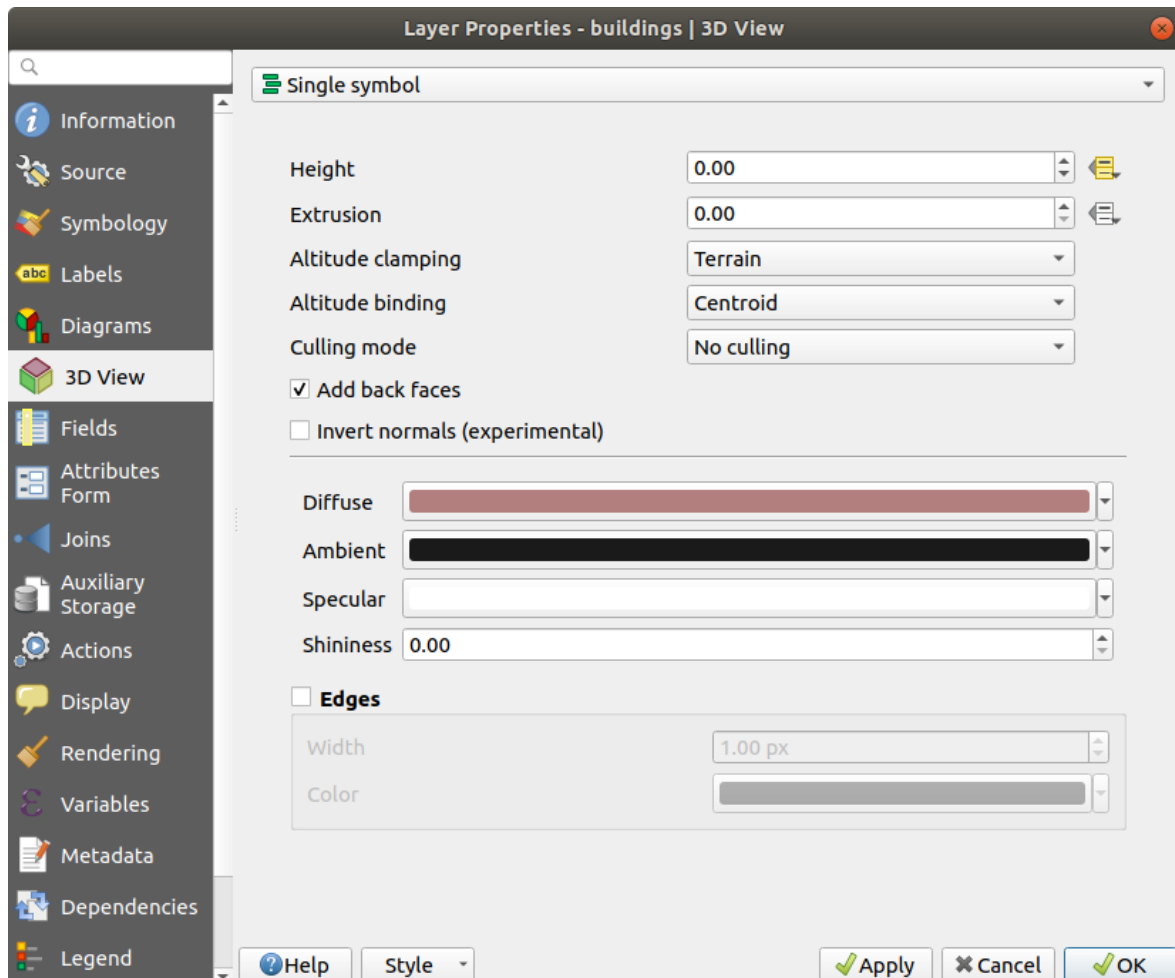 Layer Properties - buildings | 3D View
Information
Source
Symbology
abc Labels
Diagrams
3D View
Fields
Attributes
Form
Joins
Auxiliary
Storage
Actions
Display
Rendering
Variables
Metadata
Dependencies
Legend
Single symbol
Height 0.00
Extrusion 0.00
Altitude clamping Terrain
Altitude binding Centroid
Culling mode No culling
Add back faces
Invert normals (experimental)
Diffuse
Ambient
Specular
Shininess 0.00
Edges
Width 1.00 px
Color
Help Style Apply Cancel OK